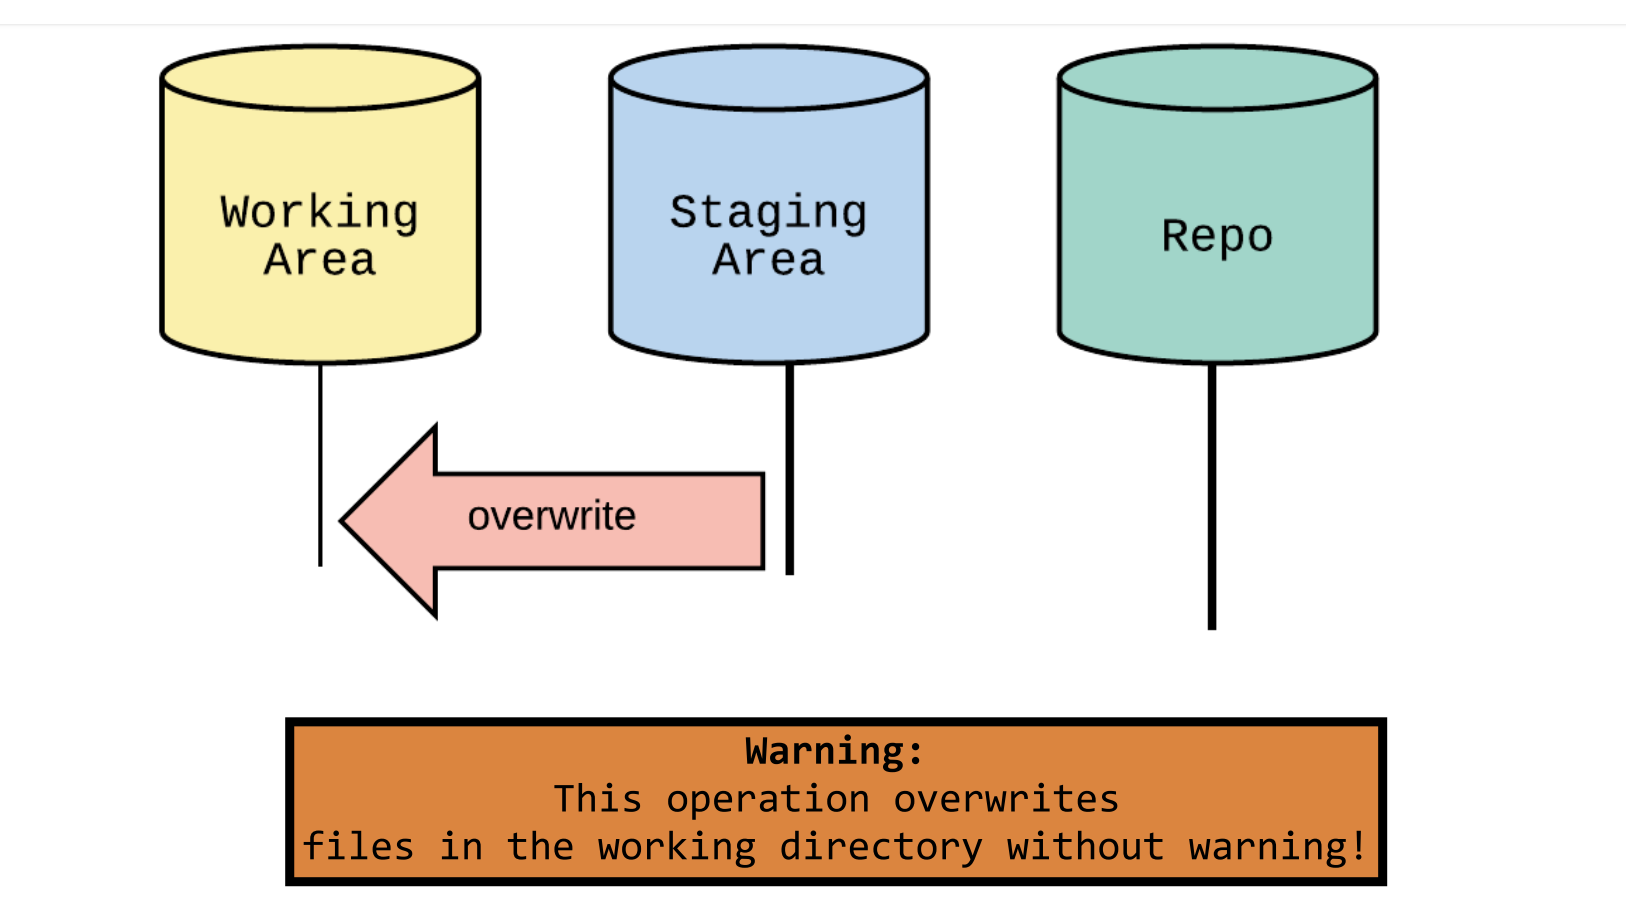 Working
Area
Staging
Area
Repo
overwrite
Warning:
This operation overwrites
files in the working directory without warning!